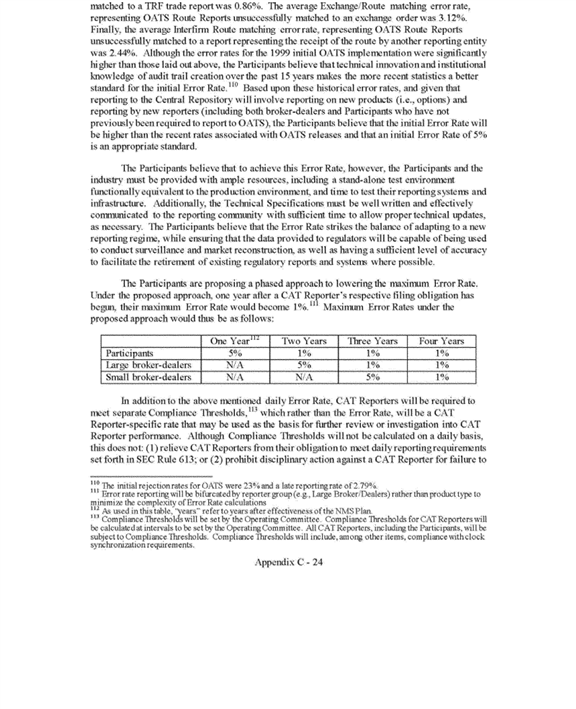 matched to a TRF trade report was 0.86%. The average Exchange/Route matching error rate,
representing OATS Route Reports unsuccessfully matched to an exchange order was 3.12%.
Finally, the average Interfirm Route matching error rate, representing OATS Route Reports
unsuccessfully matched to a report representing the receipt of the route by another reporting entity
was 2.44%. Although the error rates for the 1999 initial OATS implementation were significantly
higher than those laid out above, the Participants believe that technical innovation and institutional
knowledge of audit trail creation over the past 15 years makes the more recent statistics a better
standard for the initial Error Rate.110 Based upon these historical error rates, and given that
reporting to the Central Repository will involve reporting on new products (i.e., options) and
reporting by new reporters (including both broker-dealers and Participants who have not
previously been required to report to OATS), the Participants believe that the initial Error Rate will
be higher than the recent rates associated with OATS releases and that an initial Error Rate of 5%
is an appropriate standard.
The Participants believe that to achieve this Error Rate, however, the Participants and the
industry must be provided with ample resources, including a stand-alone test environment
functionally equivalent to the production environment, and time to test their reporting systems and
infrastructure. Additionally, the Technical Specifications must be well written and effectively
communicated to the reporting community with sufficient time to allow proper technical updates,
as necessary. The Participants believe that the Error Rate strikes the balance of adapting to a new
reporting regime, while ensuring that the data provided to regulators will be capable of being used
to conduct surveillance and market reconstruction, as well as having a sufficient level of accuracy
to facilitate the retirement of existing regulatory reports and systems where possible.
The Participants are proposing a phased approach to lowering the maximum Error Rate.
Under the proposed approach, one year after a CAT Reporter's respective filing obligation has
begun, their maximum Error Rate would become 1%.111 Maximum Error Rates under the
proposed approach would thus be as follows:
One Year112 Two Years Three Years Four Years
Participants 5% 1% 1% 1%
Large broker-dealers N/A 5% 1% 1%
Small broker-dealers N/A N/A 5% 1%
In addition to the above mentioned daily Error Rate, CAT Reporters will be required to
meet separate Compliance Thresholds,113 which rather than the Error Rate, will be a CAT
Reporter-specific rate that may be used as the basis for further review or investigation into CAT
Reporter performance. Although Compliance Thresholds will not be calculated on a daily basis,
this does not: (1) relieve CAT Reporters from their obligation to meet daily reporting requirements
set forth in SEC Rule 613; or (2) prohibit disciplinary action against a CAT Reporter for failure to
110 The initial rejection rates for OATS were 23% and a late reporting rate of 2.79%.
111 Error rate reporting will be bifurcated by reporter group (e.g., Large Broker/Dealers) rather than product type to
minimize the complexity of Error Rate calculations
112 As used in this table, "years" refer to years after effectiveness of the NMS Plan.
113 Compliance Thresholds will be set by the Operating Committee. Compliance Thresholds for CAT Reporters will
be calculated at intervals to be set by the Operating Committee. All CAT Reporters, including the Participants, will be
subject to Compliance Thresholds. Compliance Thresholds will include, among other items, compliance with clock
synchronization requirements.
Appendix C - 24